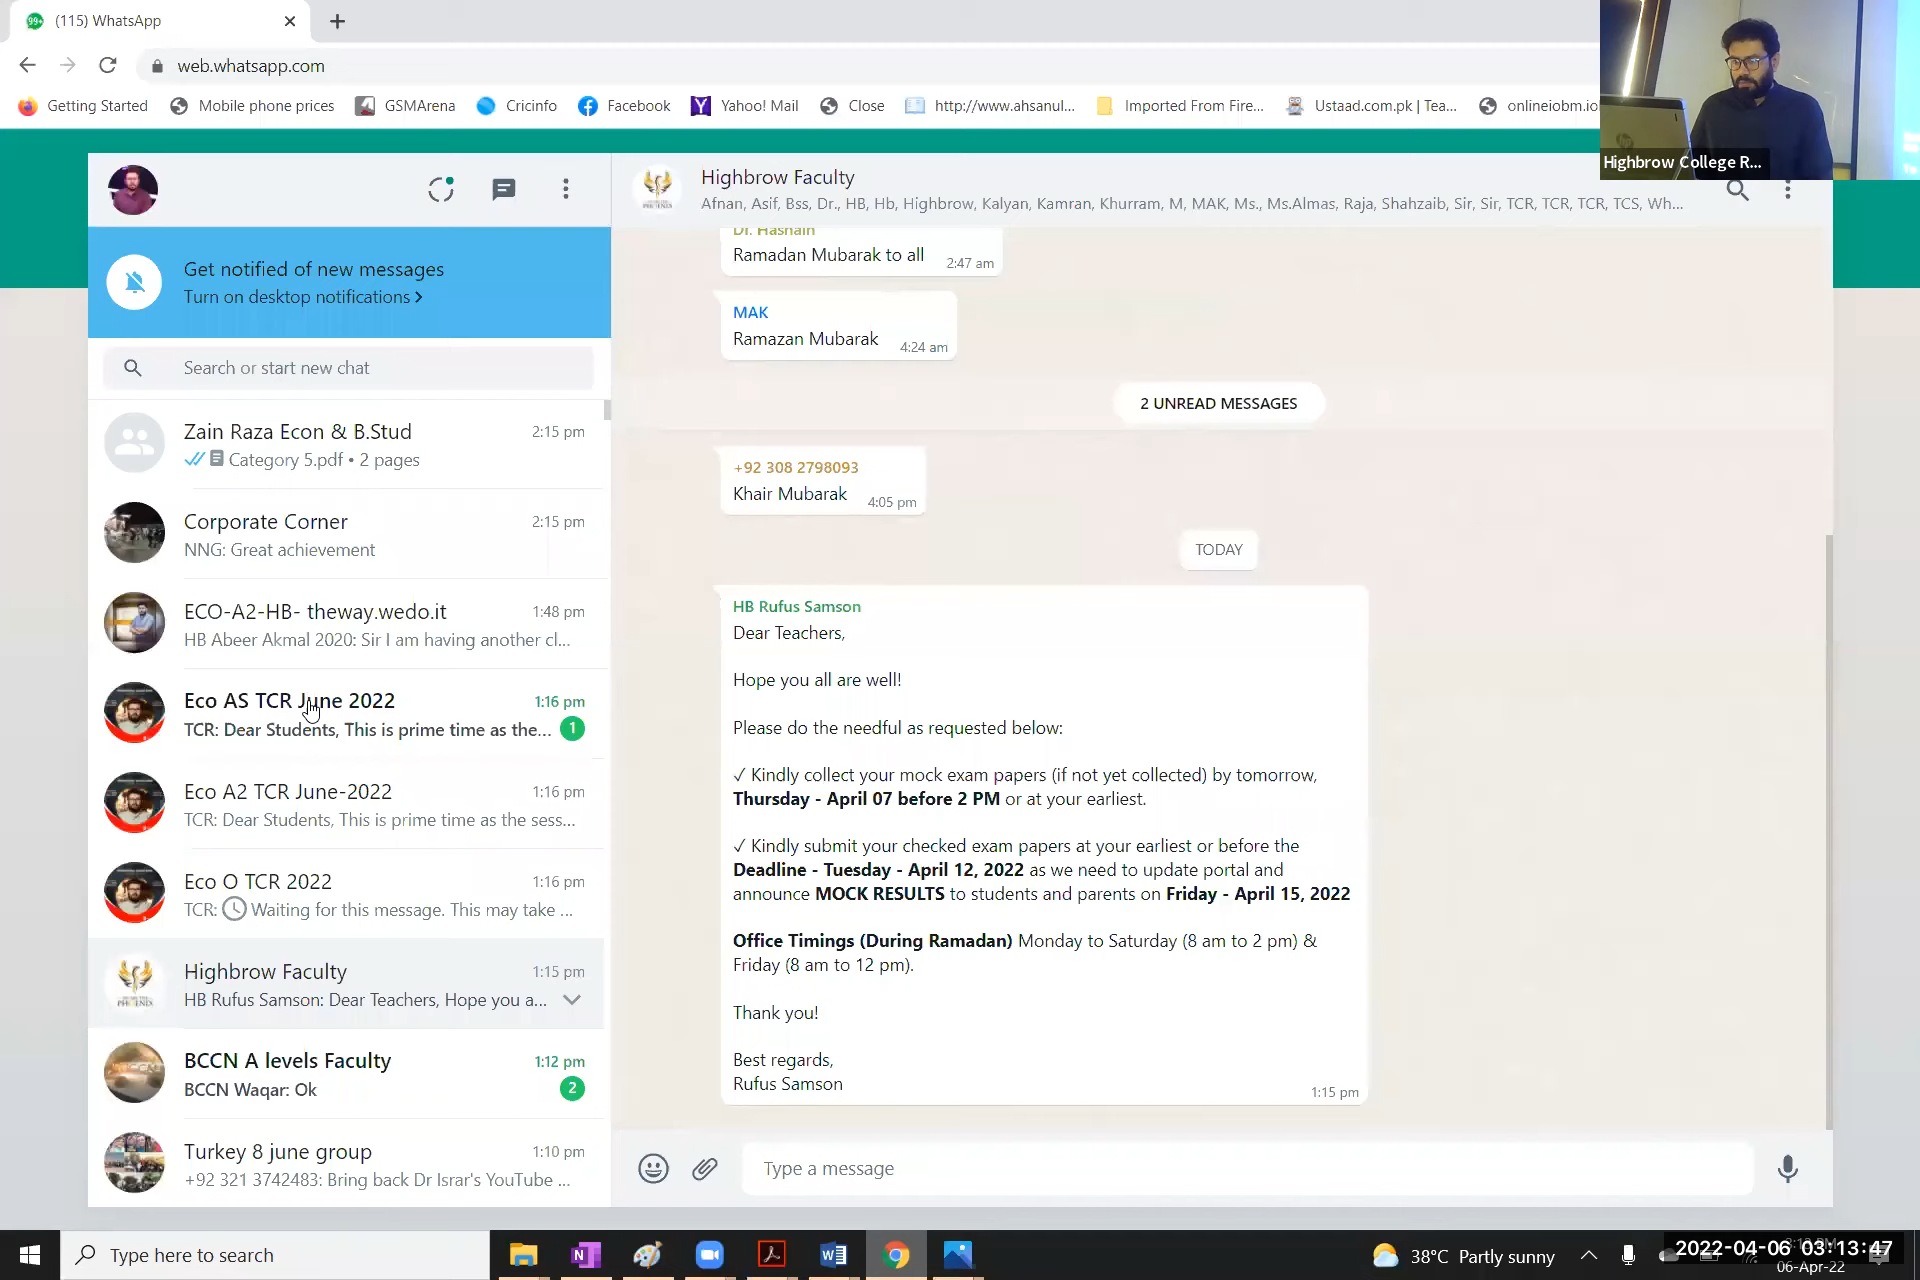 (115) WhatsApp
99+
web.whatsapp.com
Getting Started
Mobile phone prices
GSMArena
Cricinfo
Facebook
Yahoo! Mail
Close
http://www.ahsanul...
Imported From Fire...
Ustaad.com.pk | Tea...
onlineiobm.io
Highbrow College R...
Get notified of new messages
Turn on desktop notifications >
Search or start new chat
Zain Raza Econ & B.Stud 2:15 pm
Category 5.pdf • 2 pages
Corporate Corner 2:15 pm
NNG: Great achievement
ECO-A2-HB- theway.wedo.it 1:48 pm
HB Abeer Akmal 2020: Sir I am having another cl...
Eco AS TCR June 2022 1:16 pm
TCR: Dear Students, This is prime time as the... 1
Eco A2 TCR June-2022 1:16 pm
TCR: Dear Students, This is prime time as the sess...
Eco O TCR 2022 1:16 pm
TCR: Waiting for this message. This may take ...
Highbrow Faculty 1:15 pm
HB Rufus Samson: Dear Teachers, Hope you a...
BCCN A levels Faculty 1:12 pm
BCCN Waqar: Ok 2
Turkey 8 june group 1:10 pm
+92 321 3742483: Bring back Dr Israr's YouTube ...
Highbrow Faculty
Afnan, Asif, Bss, Dr., HB, Hb, Highbrow, Kalyan, Kamran, Khurram, M, MAK, Ms., Ms.Almas, Raja, Shahzaib, Sir, Sir, TCR, TCR, TCR, TCS, Wh...
Dr. Hasnain
Ramadan Mubarak to all 2:47 am
MAK
Ramazan Mubarak 4:24 am
2 UNREAD MESSAGES
+92 308 2798093
Khair Mubarak 4:05 pm
TODAY
HB Rufus Samson
Dear Teachers,
Hope you all are well!
Please do the needful as requested below:
✓ Kindly collect your mock exam papers (if not yet collected) by tomorrow,
Thursday - April 07 before 2 PM or at your earliest.
✓ Kindly submit your checked exam papers at your earliest or before the
Deadline - Tuesday - April 12, 2022 as we need to update portal and
announce MOCK RESULTS to students and parents on Friday - April 15, 2022
Office Timings (During Ramadan) Monday to Saturday (8 am to 2 pm) &
Friday (8 am to 12 pm).
Thank you!
Best regards,
Rufus Samson
1:15 pm
Type a message
Type here to search
38°C Partly sunny
2022-04-06 03:13:47
06-Apr-22